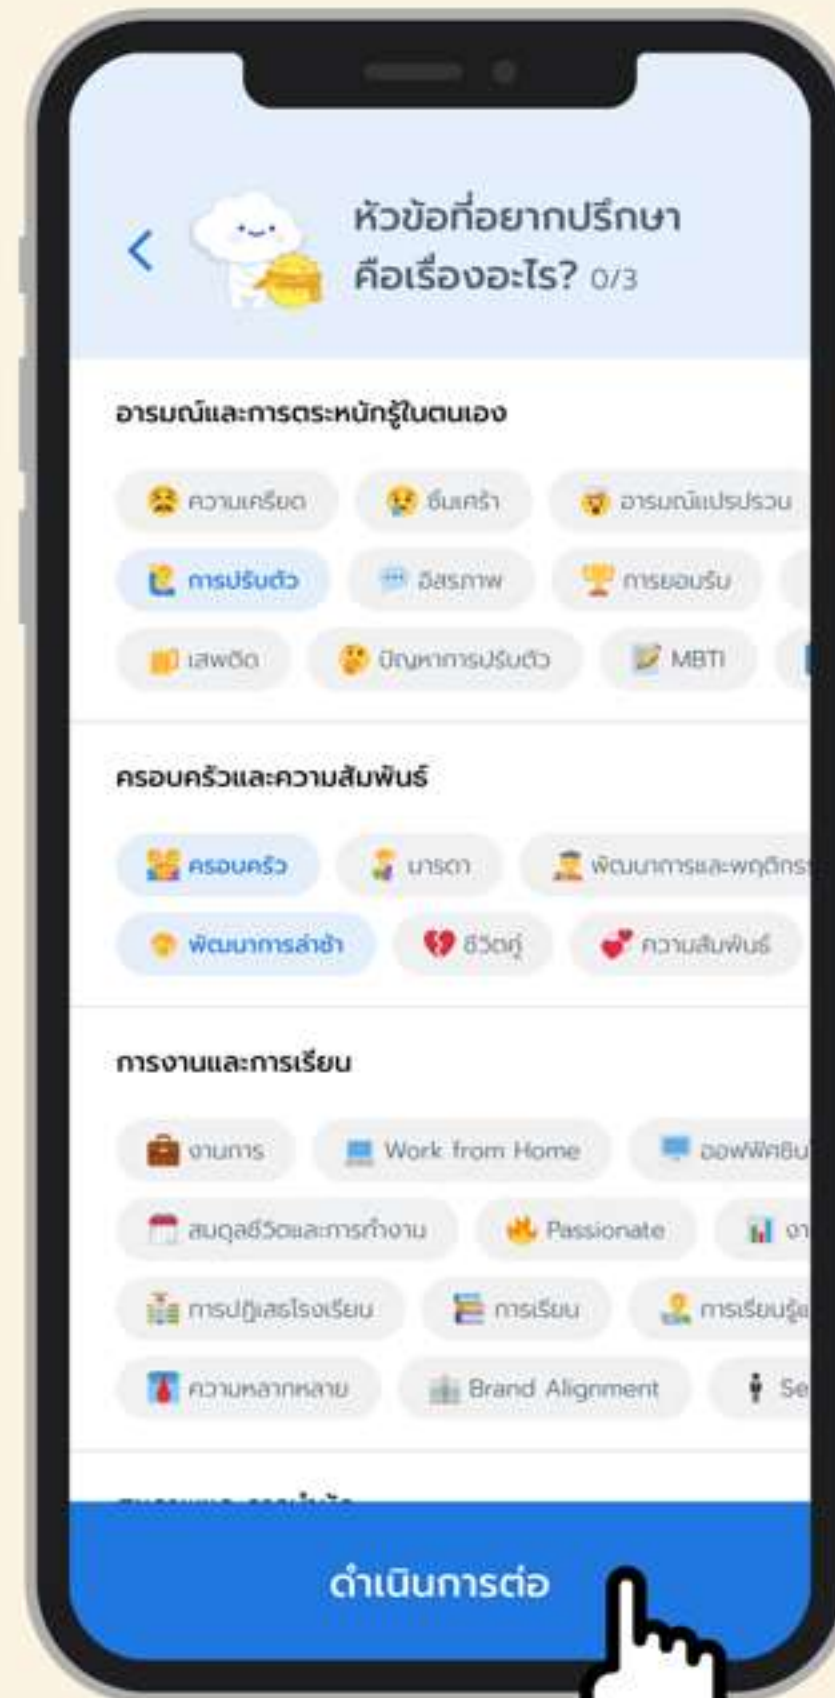 หัวข้อที่อยากปรึกษา
คือเรื่องอะไร? 0/3
อารมณ์และการตระหนักรู้ในตนเอง
ความเครียด ซึมเศร้า อารมณ์แปรปรวน
การปรับตัว อิสรภาพ การยอมรับ
เสพติด ปัญหาการปรับตัว MBTI
ครอบครัวและความสัมพันธ์
ครอบครัว มารดา พัฒนาการและพฤติกร
พัฒนาการล่าช้า ชีวิตคู่ ความสัมพันธ์
การงานและการเรียน
งานการ Work from Home ออฟฟิศซิน
สมดุลชีวิตและการทำงาน Passionate
การปฏิเสธโรงเรียน การเรียน การเรียนรู้แ
ความหลากหลาย Brand Alignment Se
ดำเนินการต่อ